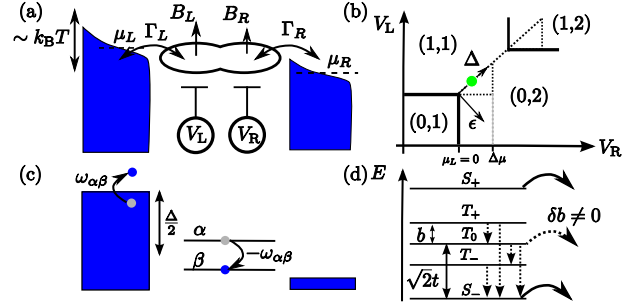 (a)
~ k_B T
μ_L
Γ_L
B_L
B_R
Γ_R
μ_R
V_L
V_R
(b)
V_L
(1,1)
(1,2)
Δ
(0,1)
(0,2)
ϵ
μ_L = 0
Δμ
V_R
(c)
ω_αβ
Δ/2
α
β
−ω_αβ
(d)
E
S_+
T_+
b
T_0
δb ≠ 0
T_−
√2t
S_−